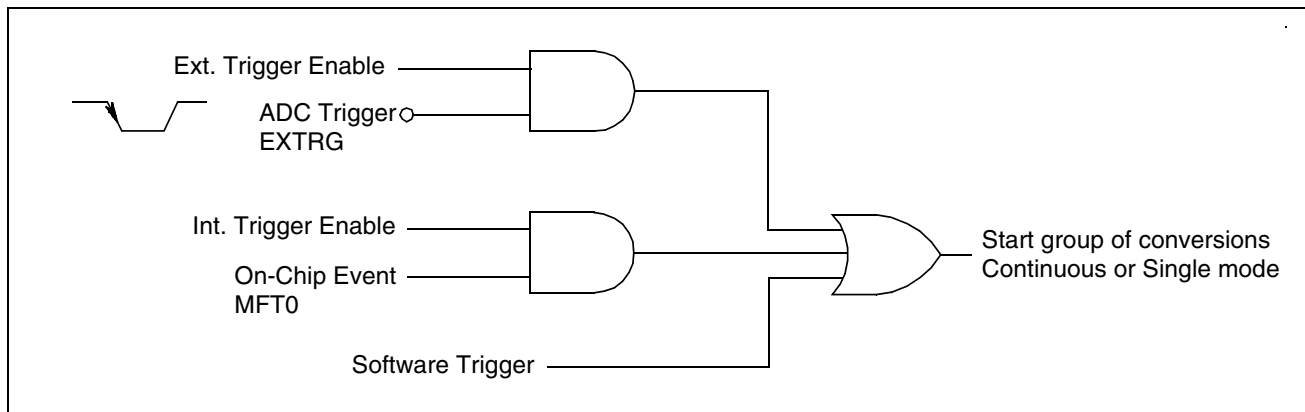 Ext. Trigger Enable
ADC Trigger
EXTRG
Int. Trigger Enable
On-Chip Event
MFT0
Software Trigger
Start group of conversions
Continuous or Single mode